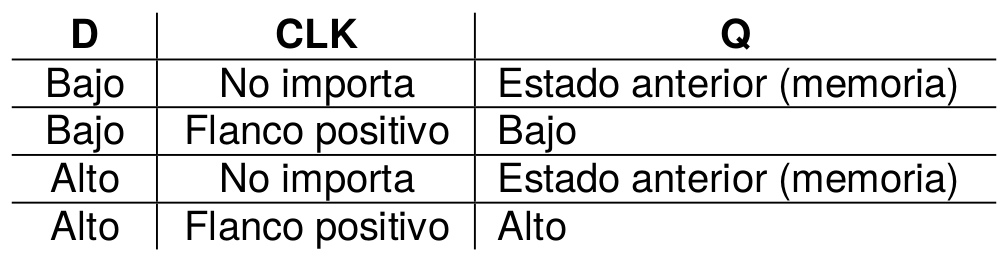 D CLK Q
Bajo No importa Estado anterior (memoria)
Bajo Flanco positivo Bajo
Alto No importa Estado anterior (memoria)
Alto Flanco positivo Alto